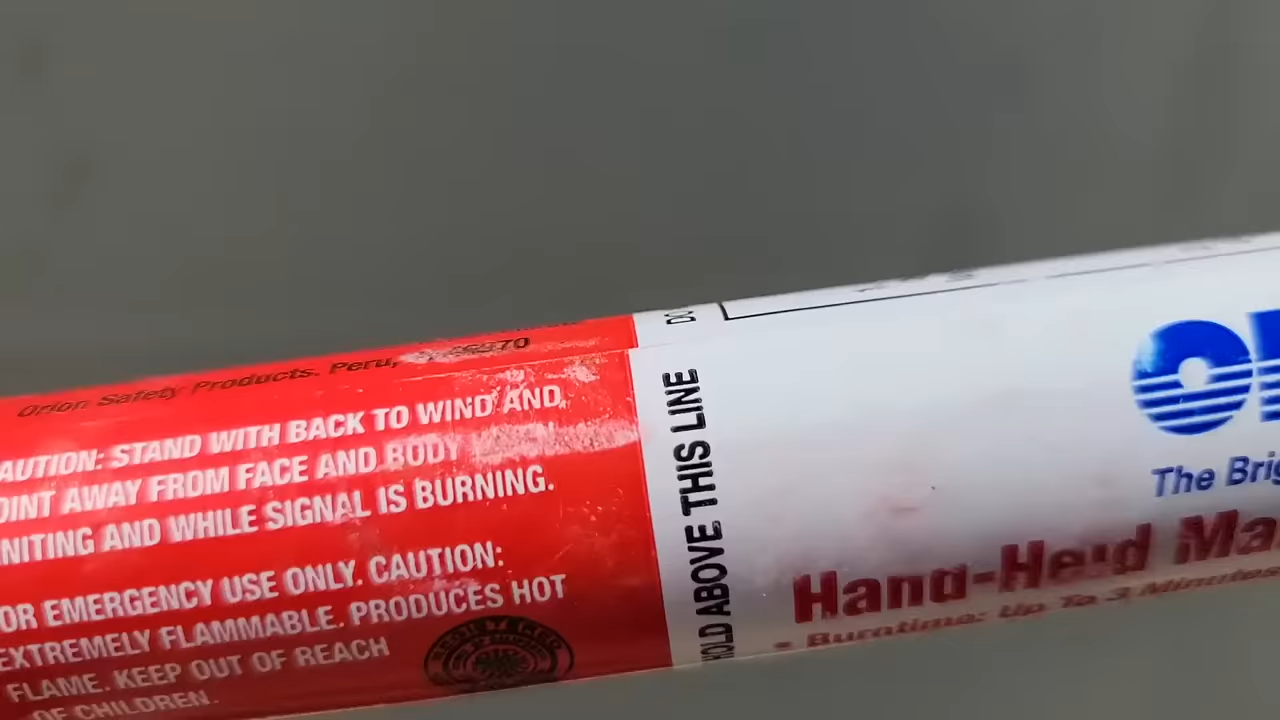 Orion Safety Products. Peru,
AUTION: STAND WITH BACK TO WIND AND
OINT AWAY FROM FACE AND BODY
NITING AND WHILE SIGNAL IS BURNING.
OR EMERGENCY USE ONLY. CAUTION:
EXTREMELY FLAMMABLE. PRODUCES HOT
FLAME. KEEP OUT OF REACH
OF CHILDREN.
DO
HOLD ABOVE THIS LINE
The Brig
Hand-Held Ma
• Burntime: Up To 3 Minutes